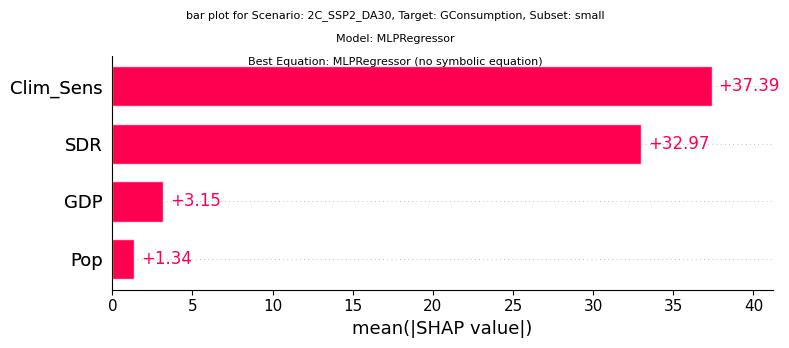 bar plot for Scenario: 2C_SSP2_DA30, Target: GConsumption, Subset: small
Model: MLPRegressor
Best Equation: MLPRegressor (no symbolic equation)
Clim_Sens +37.39
SDR +32.97
GDP +3.15
Pop +1.34
0 5 10 15 20 25 30 35 40
mean(|SHAP value|)